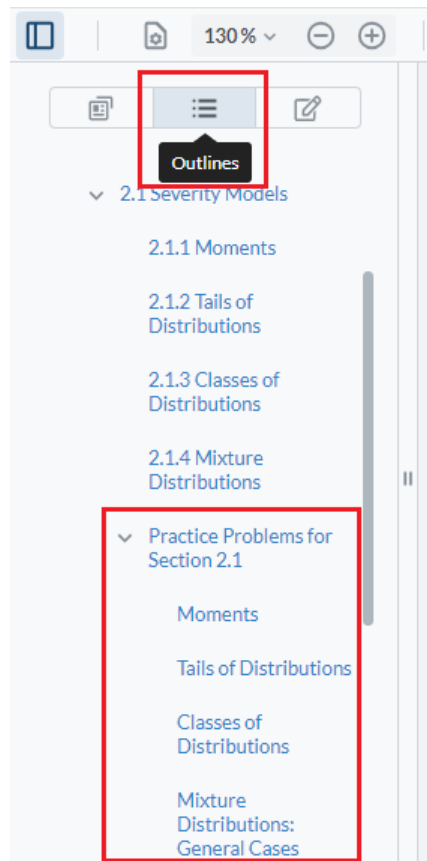 130 %
Outlines
2.1 Severity Models
2.1.1 Moments
2.1.2 Tails of
Distributions
2.1.3 Classes of
Distributions
2.1.4 Mixture
Distributions
Practice Problems for
Section 2.1
Moments
Tails of Distributions
Classes of
Distributions
Mixture
Distributions:
General Cases